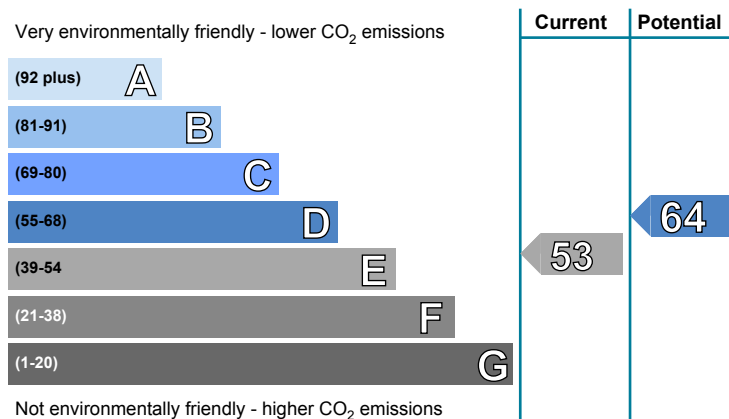 Current Potential
Very environmentally friendly - lower CO₂ emissions
(92 plus) A
(81-91) B
(69-80) C
(55-68) D
64
(39-54 E
53
(21-38) F
(1-20) G
Not environmentally friendly - higher CO₂ emissions